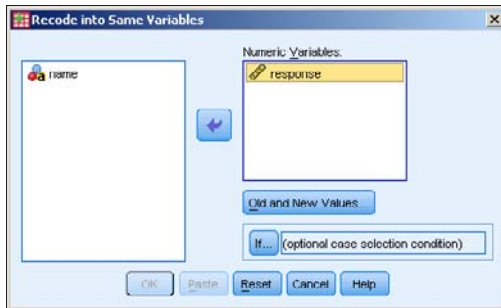 Recode into Same Variables
Numeric Variables:
name
response
Old and New Values...
If... (optional case selection condition)
OK Paste Reset Cancel Help